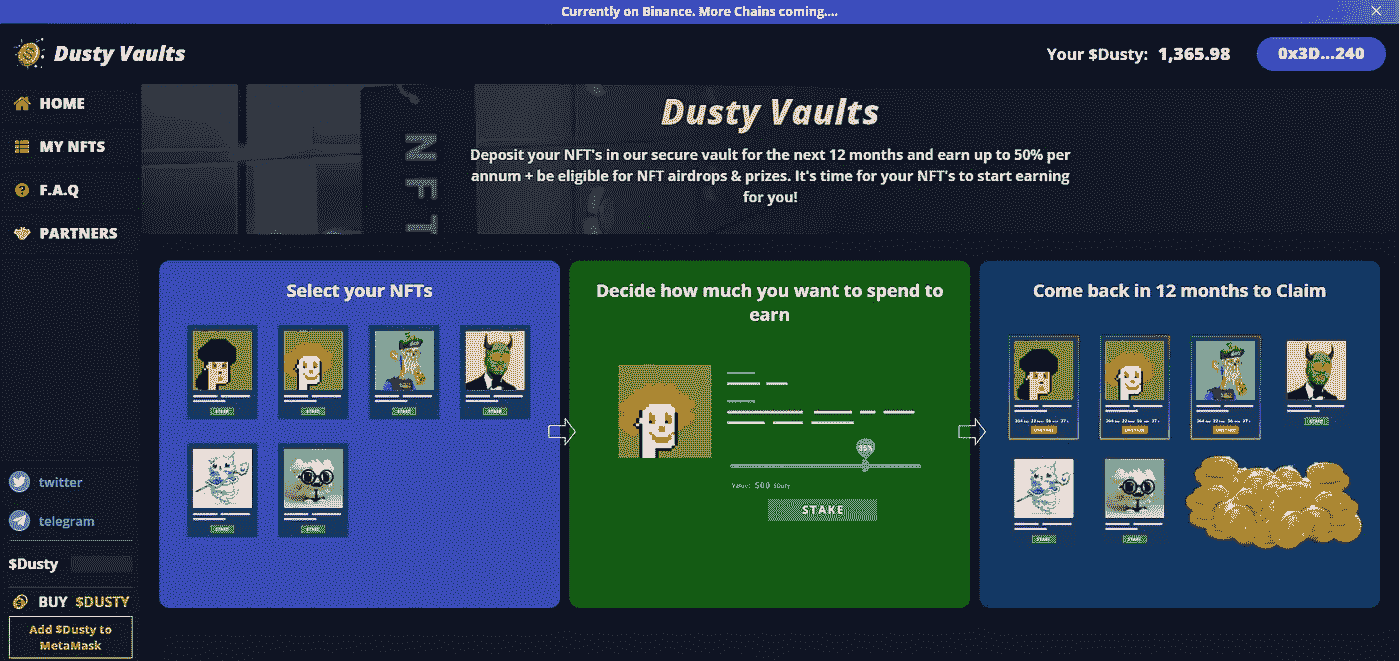 Currently on Binance. More Chains coming....
Dusty Vaults
Your $Dusty: 1,365.98
0x3D...240
HOME
MY NFTS
F.A.Q
PARTNERS
twitter
telegram
$Dusty
BUY $DUSTY
Add $Dusty to
MetaMask
NFT
Dusty Vaults
Deposit your NFT's in our secure vault for the next 12 months and earn up to 50% per
annum + be eligible for NFT airdrops & prizes. It's time for your NFT's to start earning
for you!
Select your NFTs
STAKE
STAKE
STAKE
STAKE
STAKE
STAKE
Decide how much you want to spend to
earn
Value: 500 $Dusty
STAKE
Come back in 12 months to Claim
STAKE
STAKE
STAKE